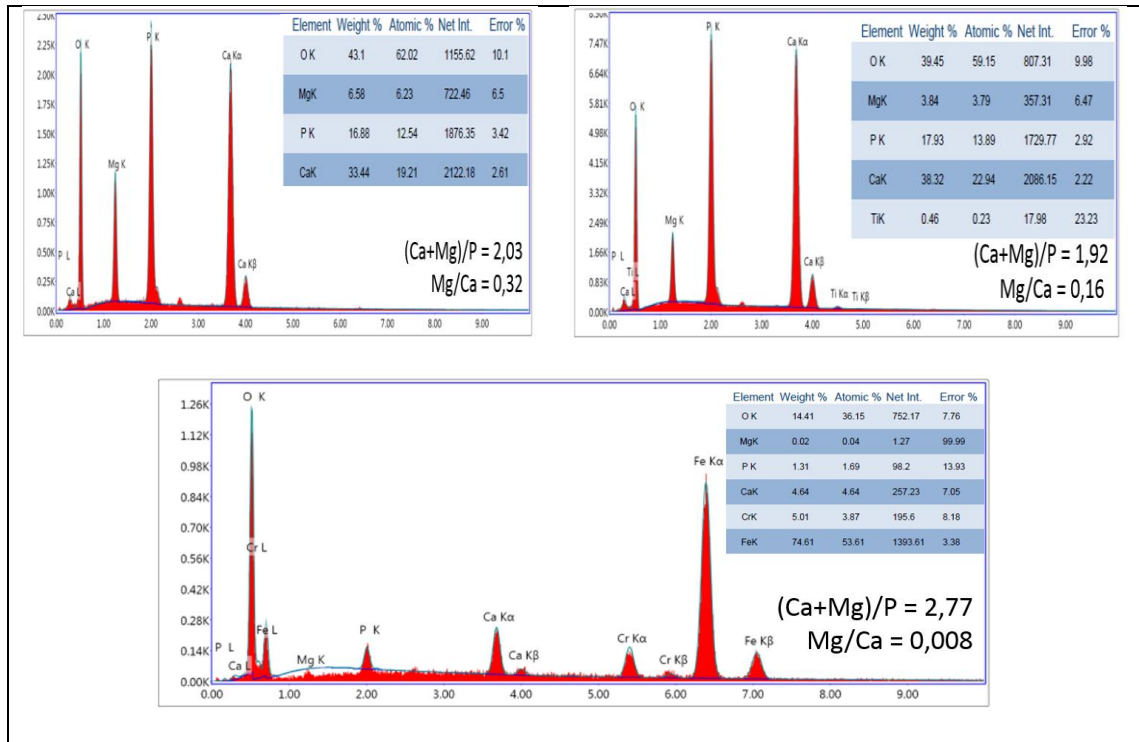 2.50K
2.25K
2.00K
1.75K
1.50K
1.25K
1.00K
0.75K
0.50K
0.25K
0.00K
O K
P K
Ca Kα
Mg K
P L
Ca L
Ca Kβ
0.00 1.00 2.00 3.00 4.00 5.00 6.00 7.00 8.00 9.00
Element Weight % Atomic % Net Int. Error %
O K 43.1 62.02 1155.62 10.1
MgK 6.58 6.23 722.46 6.5
P K 16.88 12.54 1876.35 3.42
CaK 33.44 19.21 2122.18 2.61
(Ca+Mg)/P = 2,03
Mg/Ca = 0,32
8.30K
7.47K
6.64K
5.81K
4.98K
4.15K
3.32K
2.49K
1.66K
0.83K
0.00K
P K
Ca Kα
O K
Mg K
P L
Ti L
Ca L
Ca Kβ
Ti Kα
Ti Kβ
0.00 1.00 2.00 3.00 4.00 5.00 6.00 7.00 8.00 9.00
Element Weight % Atomic % Net Int. Error %
O K 39.45 59.15 807.31 9.98
MgK 3.84 3.79 357.31 6.47
P K 17.93 13.89 1729.77 2.92
CaK 38.32 22.94 2086.15 2.22
TiK 0.46 0.23 17.98 23.23
(Ca+Mg)/P = 1,92
Mg/Ca = 0,16
1.26K
1.12K
0.98K
0.84K
0.70K
0.56K
0.42K
0.28K
0.14K
0.00K
O K
Fe Kα
Cr L
Fe L
P L
Ca L
Mg K
P K
Ca Kα
Ca Kβ
Cr Kα
Cr Kβ
Fe Kβ
0.00 1.00 2.00 3.00 4.00 5.00 6.00 7.00 8.00 9.00
Element Weight % Atomic % Net Int. Error %
O K 14.41 36.15 752.17 7.76
MgK 0.02 0.04 1.27 99.99
P K 1.31 1.69 98.2 13.93
CaK 4.64 4.64 257.23 7.05
CrK 5.01 3.87 195.6 8.18
FeK 74.61 53.61 1393.61 3.38
(Ca+Mg)/P = 2,77
Mg/Ca = 0,008